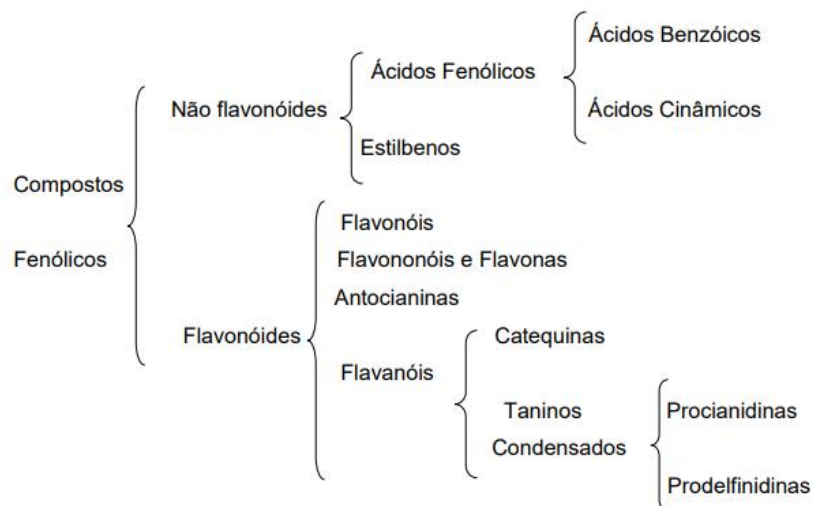 Ácidos Benzóicos
Ácidos Fenólicos
Não flavonóides
Ácidos Cinâmicos
Estilbenos
Compostos
Fenólicos
Flavonóis
Flavononóis e Flavonas
Antocianinas
Flavonóides
Catequinas
Flavanóis
Taninos
Condensados
Procianidinas
Prodelfinidinas